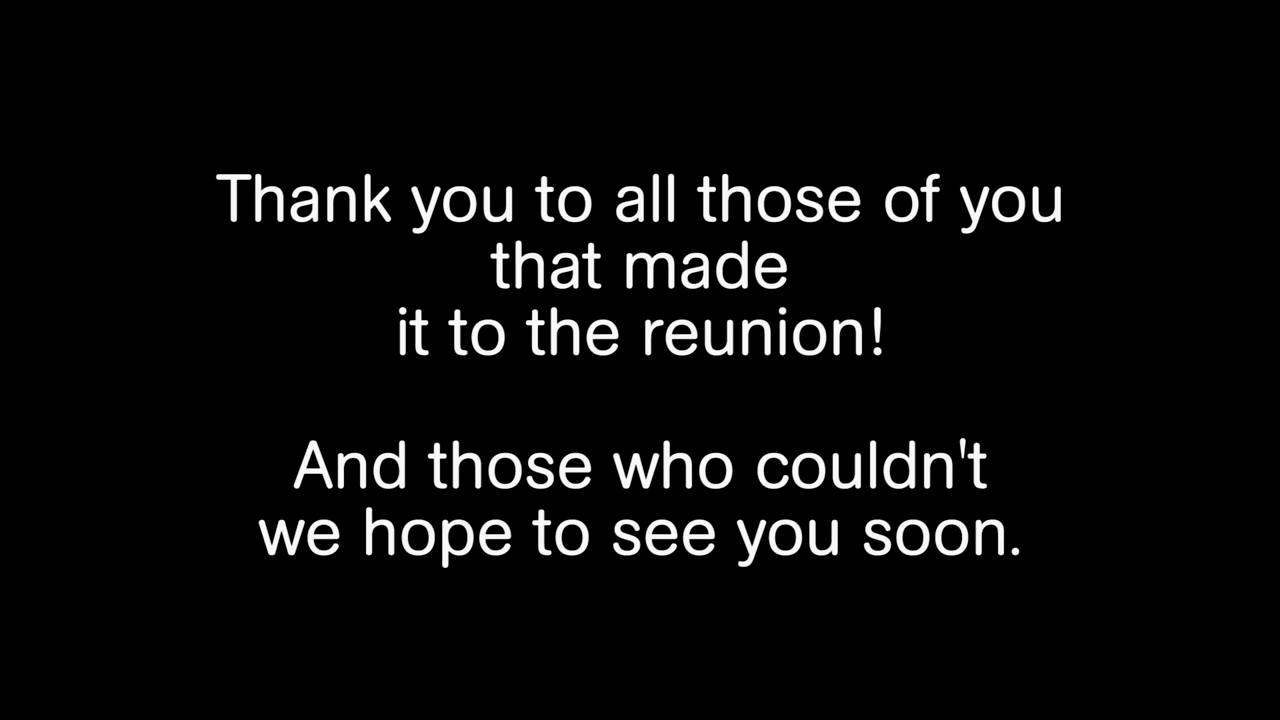 Thank you to all those of you
that made
it to the reunion!
And those who couldn't
we hope to see you soon.